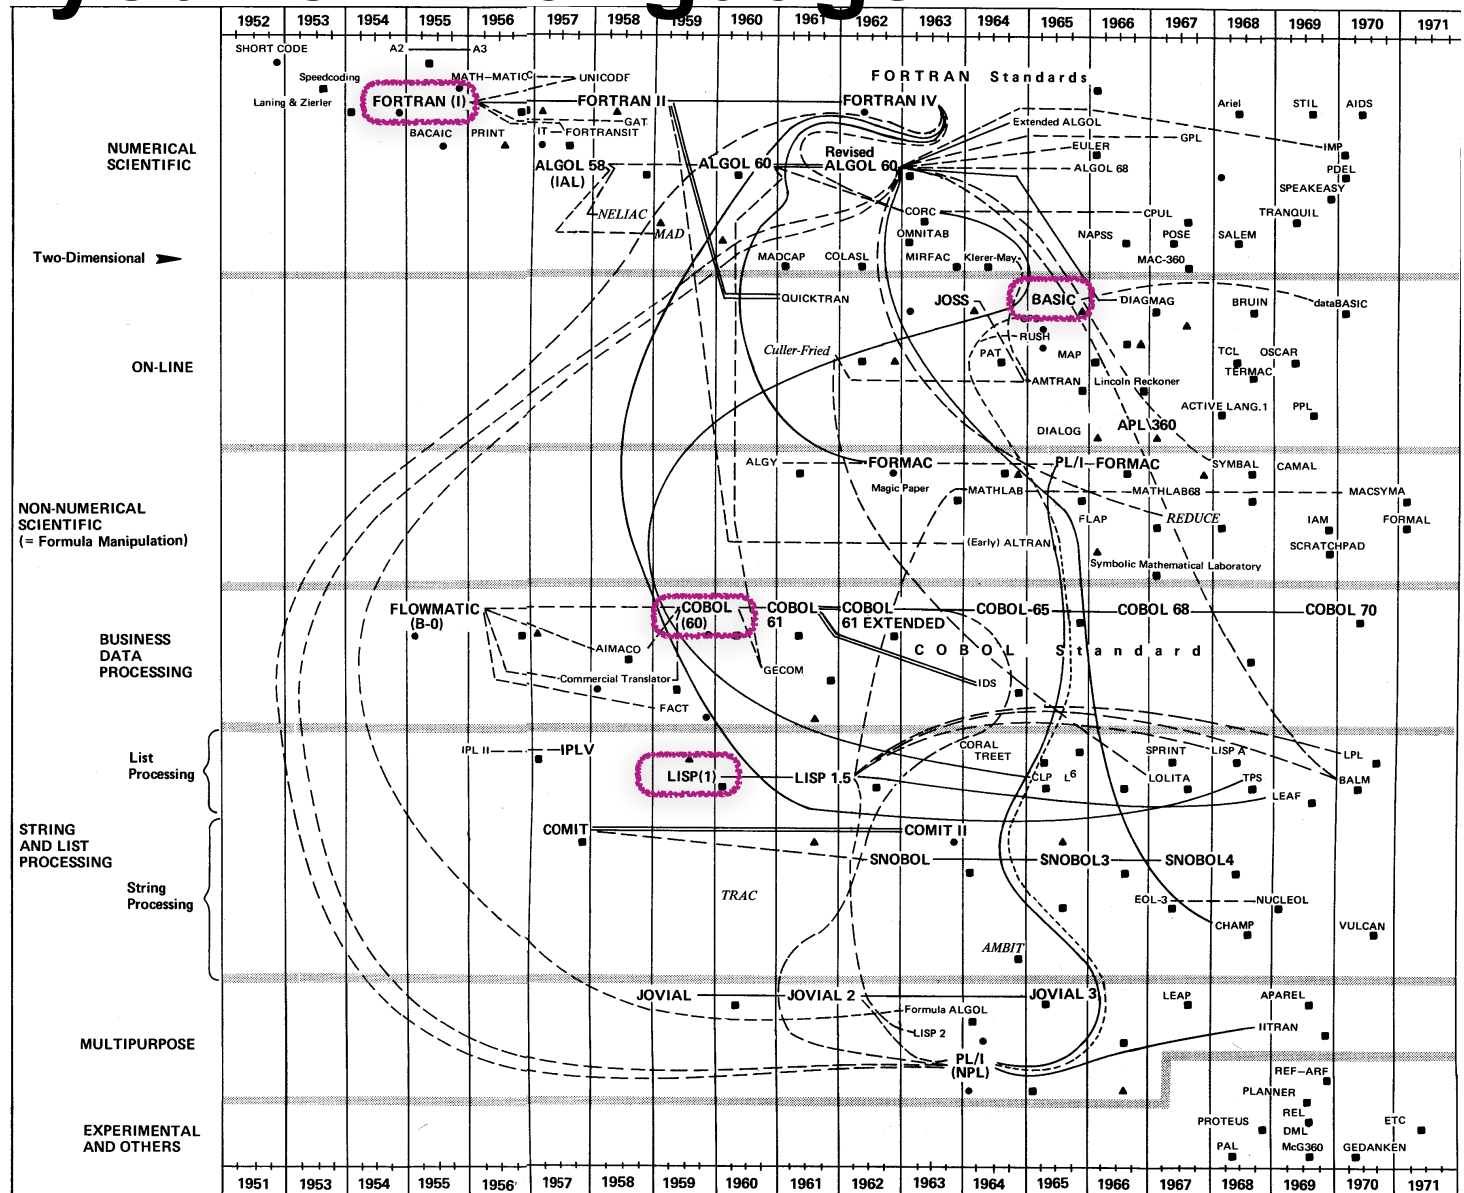 1952 1953 1954 1955 1956 1957 1958 1959 1960 1961 1962 1963 1964 1965 1966 1967 1968 1969 1970 1971
SHORT CODE A2 A3
Speedcoding MATH-MATIC UNICODE FORTRAN Standards
Laning & Zierler FORTRAN (I) FORTRAN II FORTRAN IV Ariel STIL AIDS
GAT Extended ALGOL
BACAIC PRINT IT FORTRANSIT GPL
NUMERICAL
SCIENTIFIC
EULER IMP
ALGOL 58
(IAL)
ALGOL 60
Revised
ALGOL 60
ALGOL 68 PDEL
SPEAKEASY
NELIAC CORC CPUL TRANQUIL
MAD OMNITAB NAPSS POSE SALEM
Two-Dimensional MADCAP COLASL MIRFAC Klerer-May MAC-360
QUICKTRAN JOSS BASIC DIAGMAG BRUIN dataBASIC
RUSH
Culler-Fried PAT MAP TCL OSCAR
ON-LINE TERMAC
AMTRAN Lincoln Reckoner
ACTIVE LANG.1 PPL
DIALOG APL 360
ALGY FORMAC PL/I-FORMAC SYMBAL CAMAL
Magic Paper MATHLAB MATHLAB68 MACSYMA
NON-NUMERICAL
SCIENTIFIC
(= Formula Manipulation)
FLAP REDUCE IAM FORMAL
(Early) ALTRAN SCRATCHPAD
Symbolic Mathematical Laboratory
FLOWMATIC
(B-0)
COBOL
(60)
COBOL
61
COBOL
61 EXTENDED
COBOL-65 COBOL 68 COBOL 70
BUSINESS
DATA
PROCESSING
AIMACO COBOL Standard
Commercial Translator GECOM IDS
FACT
List
Processing
IPL II IPLV CORAL
TREET
SPRINT LISP A LPL
LISP(1) LISP 1.5 CLP L6 LOLITA TPS BALM
LEAF
STRING
AND LIST
PROCESSING
COMIT COMIT II
SNOBOL SNOBOL3 SNOBOL4
String
Processing
TRAC EOL-3 NUCLEOL
CHAMP VULCAN
AMBIT
JOVIAL JOVIAL 2 JOVIAL 3 LEAP APAREL
Formula ALGOL
LISP 2 IITRAN
MULTIPURPOSE
PL/I
(NPL)
REF-ARF
PLANNER
EXPERIMENTAL
AND OTHERS
REL
PROTEUS DML ETC
PAL McG360 GEDANKEN
1951 1953 1954 1955 1956 1957 1958 1959 1960 1961 1962 1963 1964 1965 1966 1967 1968 1969 1970 1971